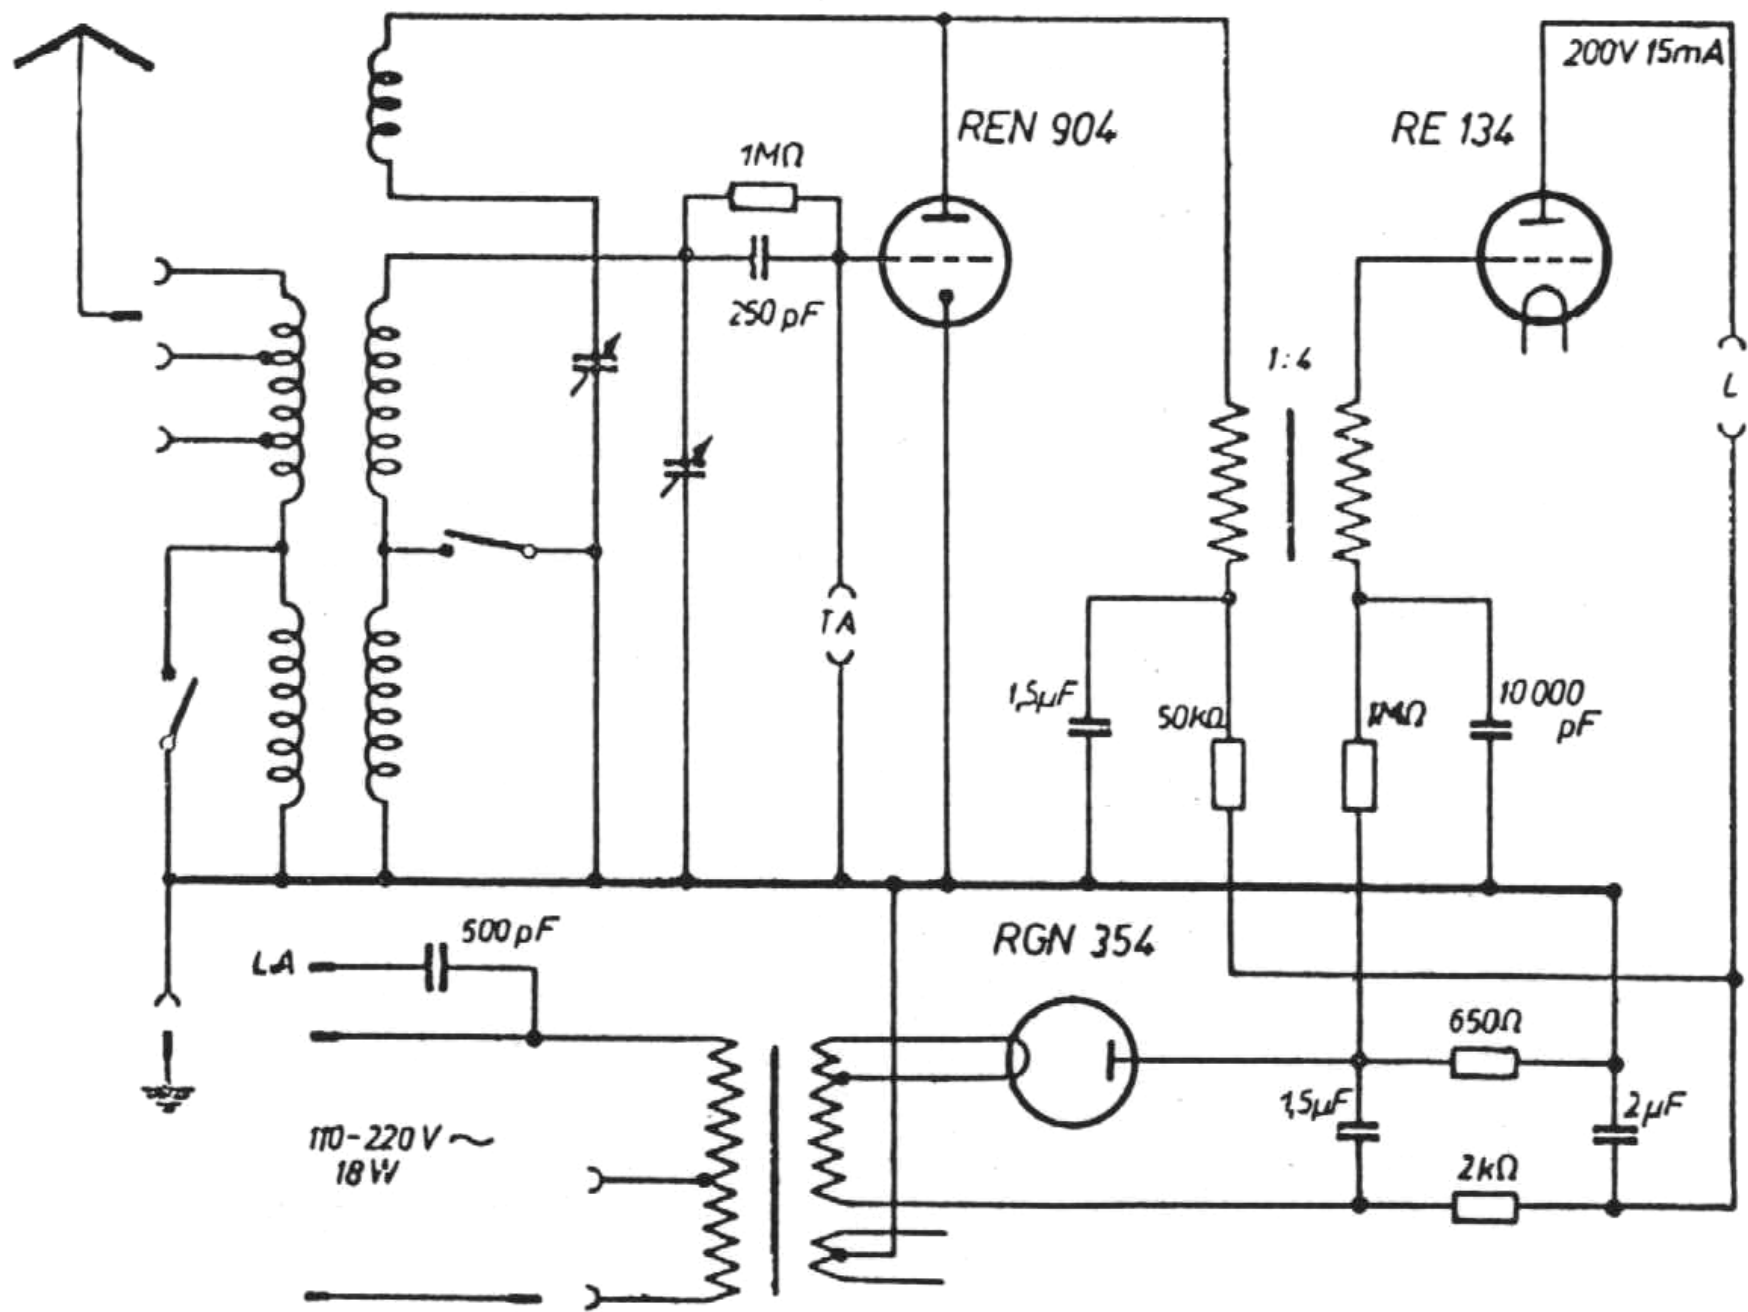 200V 15mA
REN 904
RE 134
1MΩ
250 pF
1:4
L
TA
1,5µF
50kΩ
1MΩ
10 000
pF
500 pF
LA
RGN 354
650Ω
1,5µF
2µF
110-220 V ~
18W
2kΩ